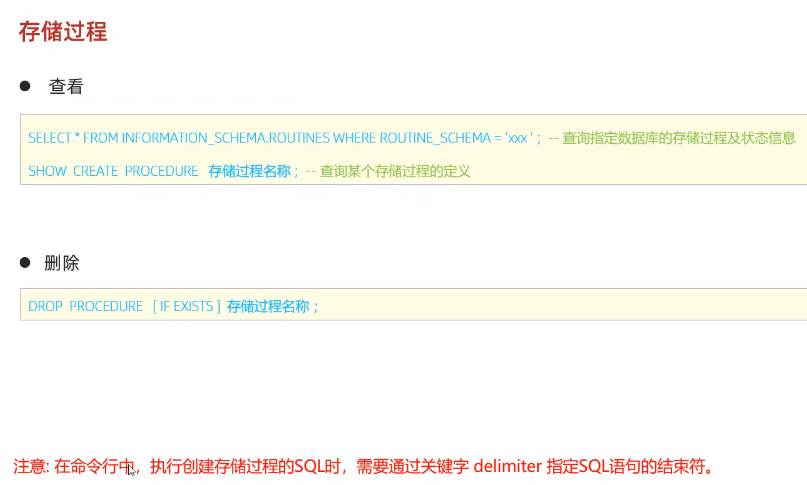 存储过程
查看
SELECT * FROM INFORMATION_SCHEMA.ROUTINES WHERE ROUTINE_SCHEMA = 'xxx' ; -- 查询指定数据库的存储过程及状态信息
SHOW CREATE PROCEDURE 存储过程名称 ; -- 查询某个存储过程的定义
删除
DROP PROCEDURE [ IF EXISTS ] 存储过程名称 ;
注意: 在命令行中，执行创建存储过程的SQL时，需要通过关键字 delimiter 指定SQL语句的结束符。